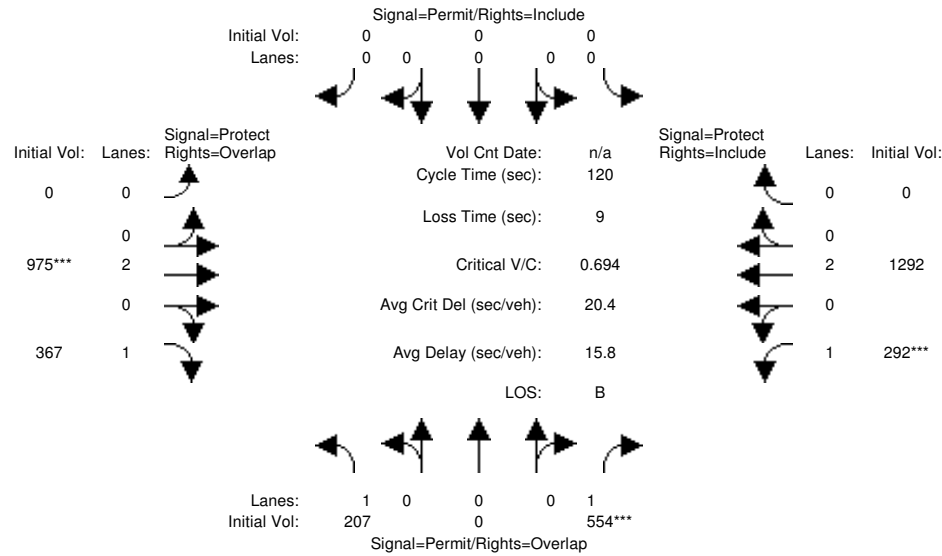 Signal=Permit/Rights=Include
Initial Vol: 0 0 0
Lanes: 0 0 0 0 0
Signal=Protect Signal=Protect
Initial Vol: Lanes: Rights=Overlap Vol Cnt Date: n/a Rights=Include Lanes: Initial Vol:
Cycle Time (sec): 120
0 0 0 0
Loss Time (sec): 9
0 0
975*** 2 Critical V/C: 0.694 2 1292
0 Avg Crit Del (sec/veh): 20.4 0
367 1 Avg Delay (sec/veh): 15.8 1 292***
LOS: B
Lanes: 1 0 0 0 1
Initial Vol: 207 0 554***
Signal=Permit/Rights=Overlap